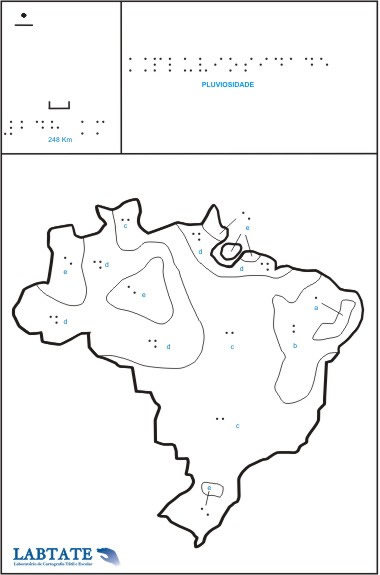 PLUVIOSIDADE
248 Km
c
e
d
d
d
e
e
a
d
d
c
b
c
e
LABTATE
Laboratório de Cartografia Tátil e Escolar